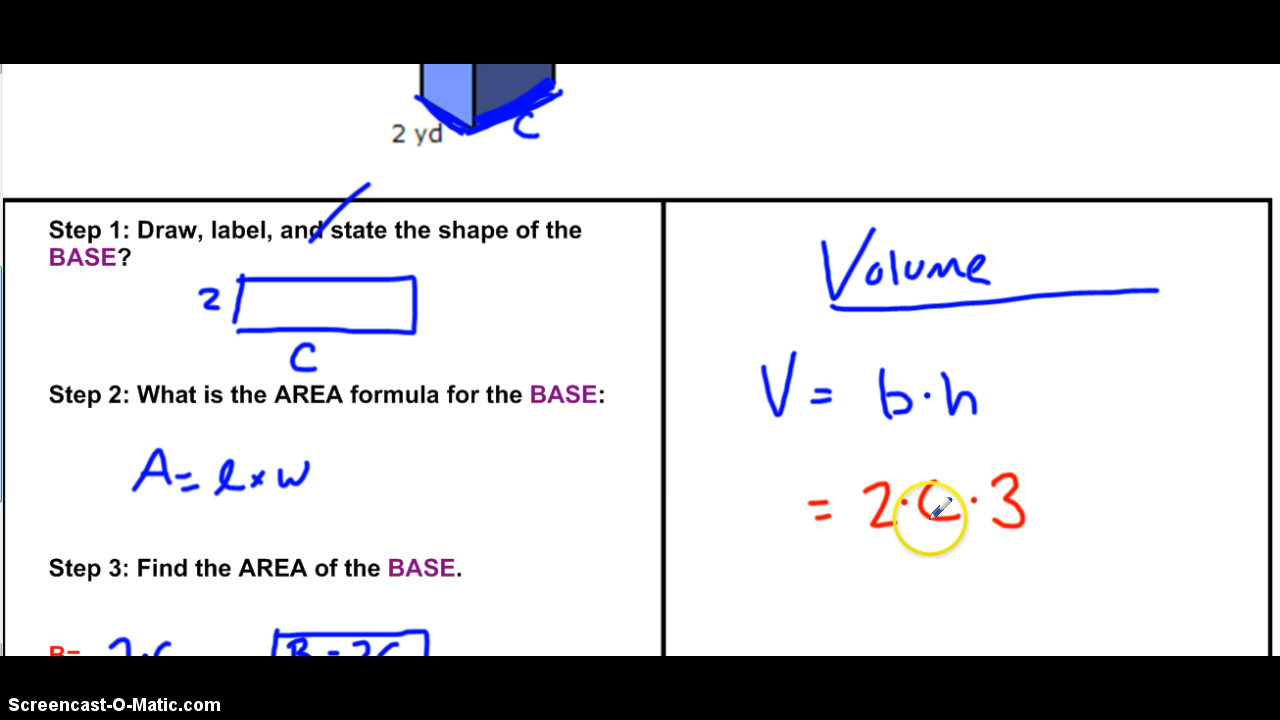 2 yd
C
Step 1: Draw, label, and state the shape of the
BASE?
2
C
Step 2: What is the AREA formula for the BASE:
A = l × w
Step 3: Find the AREA of the BASE.
B= 2·C
B = 2C
Volume
V = b·h
= 2·C·3
Screencast-O-Matic.com